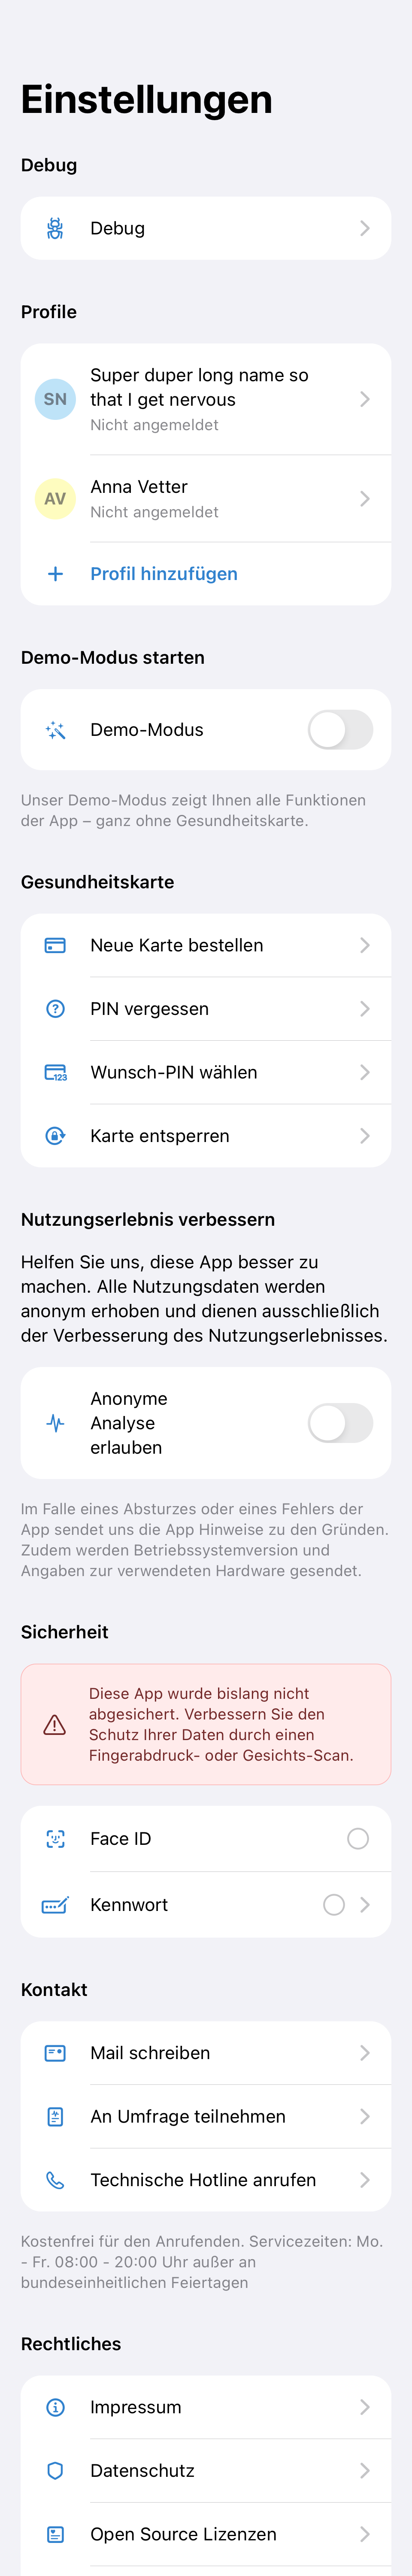 Einstellungen
Debug
Debug
Profile
SN
Super duper long name so
that I get nervous
Nicht angemeldet
AV
Anna Vetter
Nicht angemeldet
Profil hinzufügen
Demo-Modus starten
Demo-Modus
Unser Demo-Modus zeigt Ihnen alle Funktionen
der App – ganz ohne Gesundheitskarte.
Gesundheitskarte
Neue Karte bestellen
PIN vergessen
123
Wunsch-PIN wählen
Karte entsperren
Nutzungserlebnis verbessern
Helfen Sie uns, diese App besser zu
machen. Alle Nutzungsdaten werden
anonym erhoben und dienen ausschließlich
der Verbesserung des Nutzungserlebnisses.
Anonyme
Analyse
erlauben
Im Falle eines Absturzes oder eines Fehlers der
App sendet uns die App Hinweise zu den Gründen.
Zudem werden Betriebssystemversion und
Angaben zur verwendeten Hardware gesendet.
Sicherheit
Diese App wurde bislang nicht
abgesichert. Verbessern Sie den
Schutz Ihrer Daten durch einen
Fingerabdruck- oder Gesichts-Scan.
Face ID
Kennwort
Kontakt
Mail schreiben
An Umfrage teilnehmen
Technische Hotline anrufen
Kostenfrei für den Anrufenden. Servicezeiten: Mo.
- Fr. 08:00 - 20:00 Uhr außer an
bundeseinheitlichen Feiertagen
Rechtliches
Impressum
Datenschutz
Open Source Lizenzen